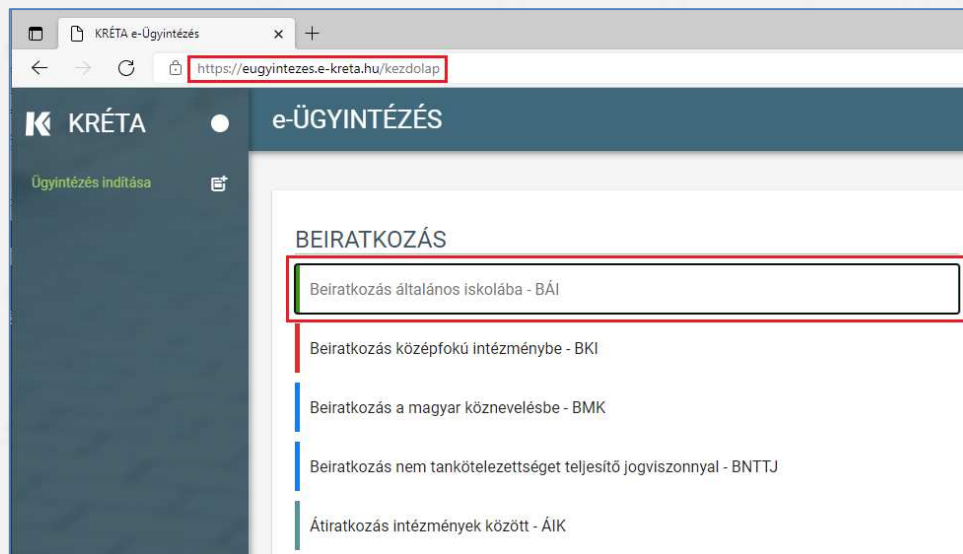 KRÉTA e-Ügyintézés
https://eugyintezes.e-kreta.hu/kezdolap
KRÉTA
e-ÜGYINTÉZÉS
Ügyintézés indítása
BEIRATKOZÁS
Beiratkozás általános iskolába - BÁI
Beiratkozás középfokú intézménybe - BKI
Beiratkozás a magyar köznevelésbe - BMK
Beiratkozás nem tankötelezettséget teljesítő jogviszonnyal - BNTTJ
Átiratkozás intézmények között - ÁIK